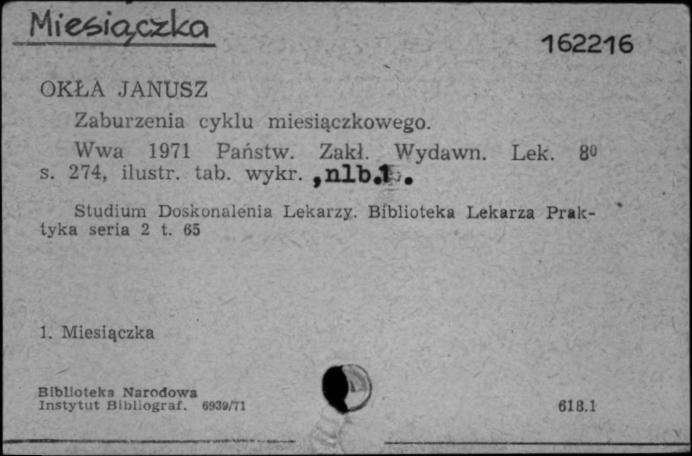 Miesiączka
162216
OKŁA JANUSZ
Zaburzenia cyklu miesiączkowego.
Wwa 1971 Państw. Zakł. Wydawn. Lek. 8⁰
s. 274, ilustr. tab. wykr. ,nlb.1.
Studium Doskonalenia Lekarzy. Biblioteka Lekarza Prak-
tyka seria 2 t. 65
1. Miesiączka
Biblioteka Narodowa
Instytut Bibliograf. 6939/71
618.1